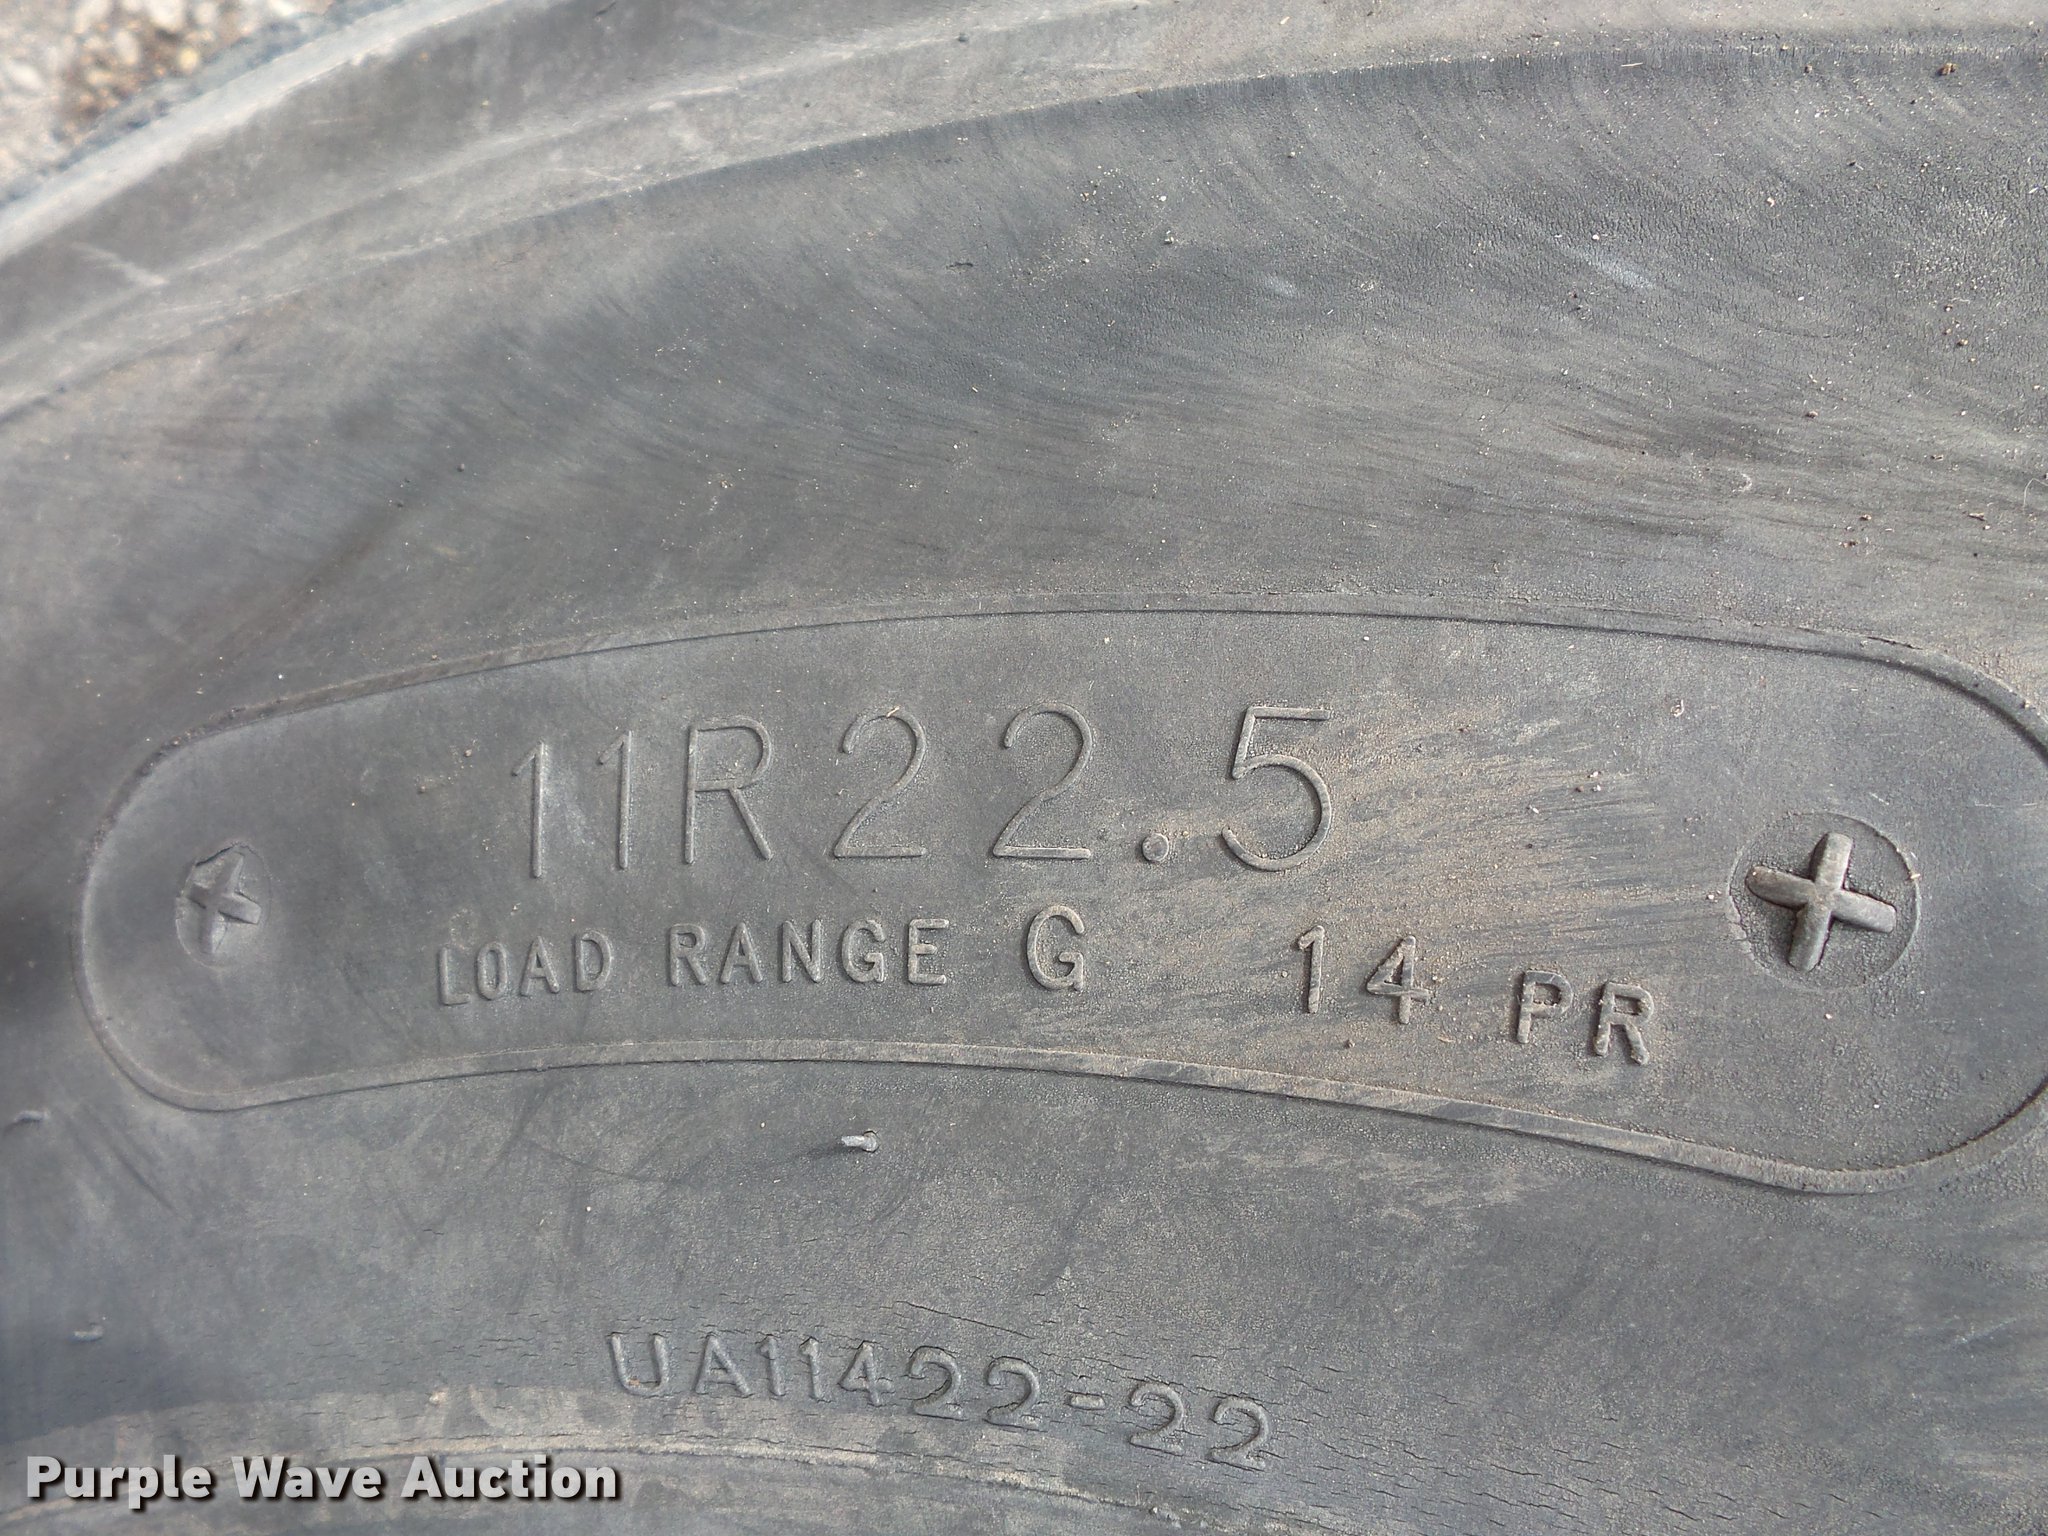 11R22.5
LOAD RANGE G 14 PR
UA11422-22
Purple Wave Auction